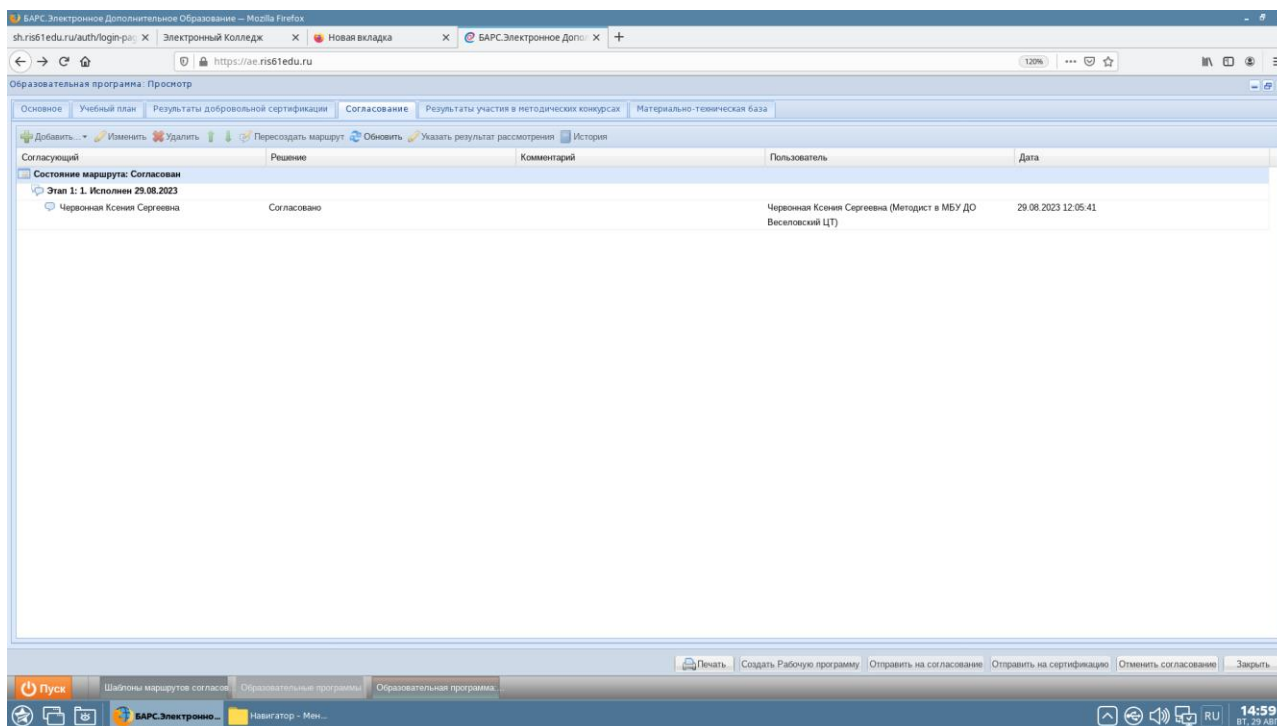 БАРС.Электронное Дополнительное Образование — Mozilla Firefox
sh.ris61edu.ru/auth/login-pag Электронный Колледж Новая вкладка БАРС.Электронное Допол
https://ae.ris61edu.ru 120%
Образовательная программа: Просмотр
Основное Учебный план Результаты добровольной сертификации Согласование Результаты участия в методических конкурсах Материально-техническая база
Добавить... Изменить Удалить Пересоздать маршрут Обновить Указать результат рассмотрения История
Согласующий Решение Комментарий Пользователь Дата
Состояние маршрута: Согласован
Этап 1: 1. Исполнен 29.08.2023
Червонная Ксения Сергеевна Согласовано Червонная Ксения Сергеевна (Методист в МБУ ДО 29.08.2023 12:05:41
Веселовский ЦТ)
Печать Создать Рабочую программу Отправить на согласование Отправить на сертификацию Отменить согласование Закрыть
Пуск Шаблоны маршрутов согласов... Образовательные программы Образовательная программа:...
БАРС.Электронно... Навигатор - Мен... RU 14:59
ВТ, 29 АВГ